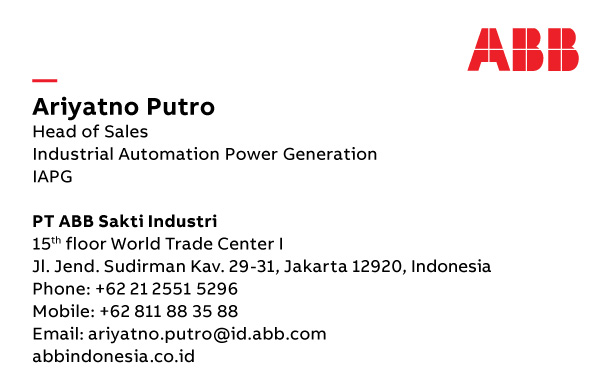 ABB
Ariyatno Putro
Head of Sales
Industrial Automation Power Generation
IAPG
PT ABB Sakti Industri
15th floor World Trade Center I
Jl. Jend. Sudirman Kav. 29-31, Jakarta 12920, Indonesia
Phone: +62 21 2551 5296
Mobile: +62 811 88 35 88
Email: ariyatno.putro@id.abb.com
abbindonesia.co.id